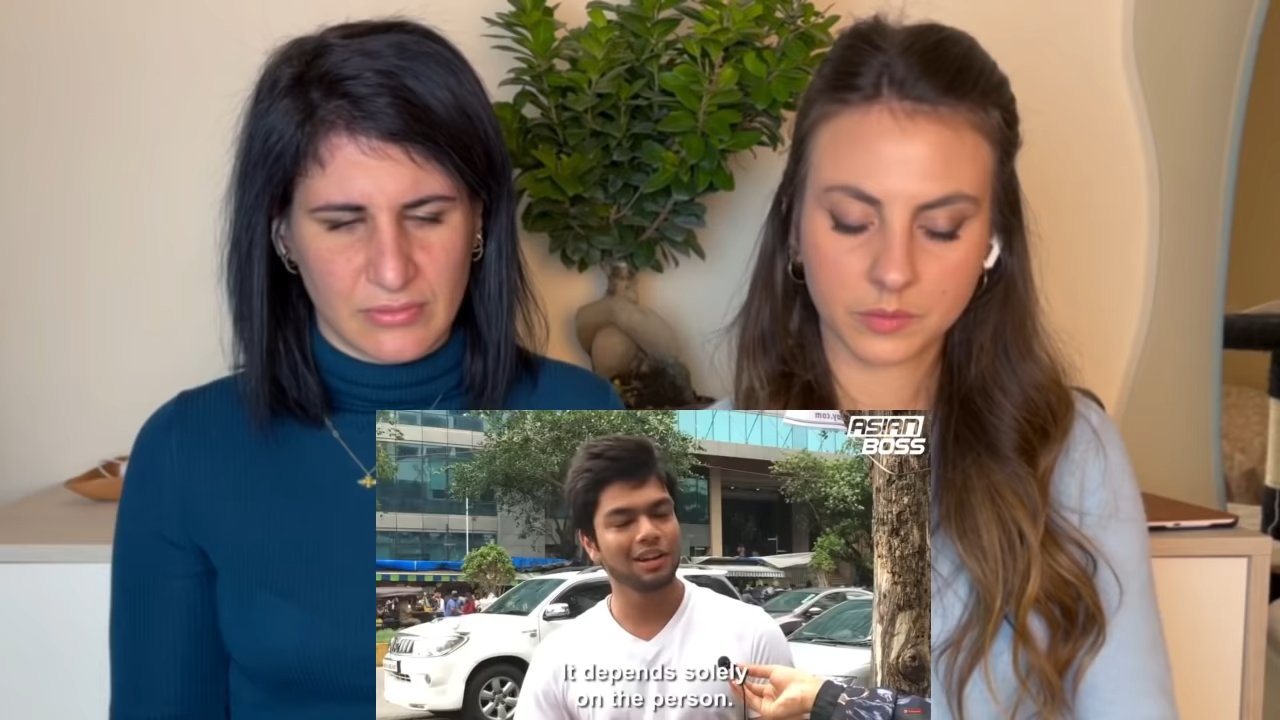 ASIAN
BOSS
It depends solely
on the person.